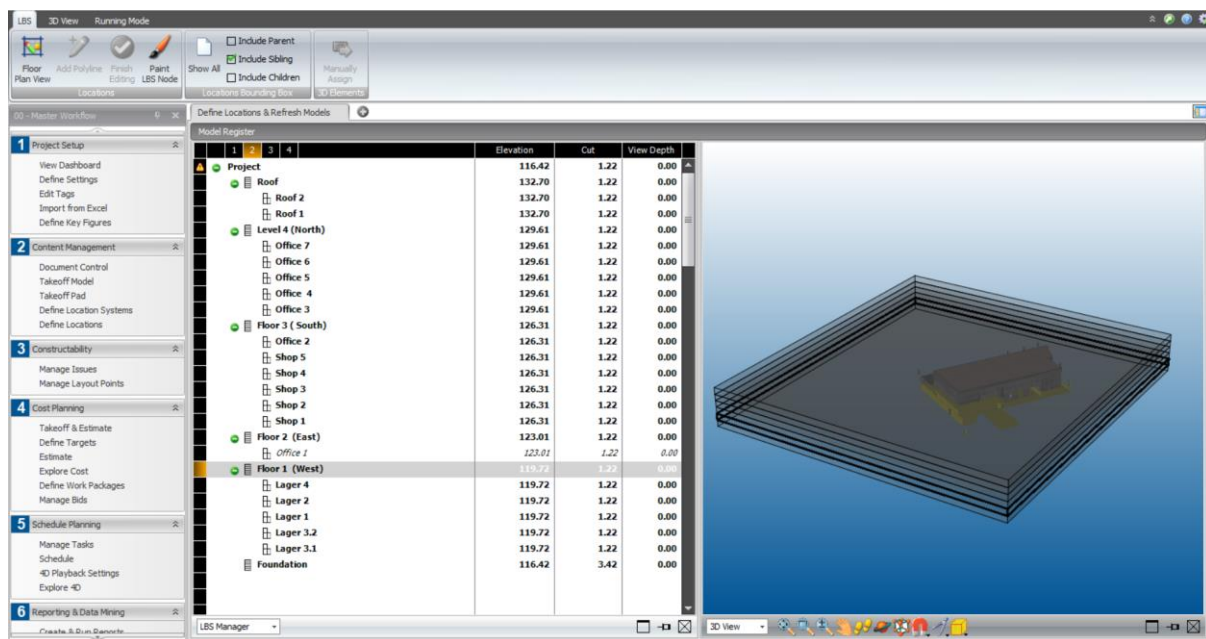 LBS 3D View Running Mode
Floor Plan View Add Polyline Finish Editing Paint LBS Node
Locations
Show All
Include Parent
Include Sibling
Include Children
Locations Bounding Box
Manually Assign
3D Elements
00 - Master Workflow
Define Locations & Refresh Models
Model Register
1 Project Setup
View Dashboard
Define Settings
Edit Tags
Import from Excel
Define Key Figures
2 Content Management
Document Control
Takeoff Model
Takeoff Pad
Define Location Systems
Define Locations
3 Constructability
Manage Issues
Manage Layout Points
4 Cost Planning
Takeoff & Estimate
Define Targets
Estimate
Explore Cost
Define Work Packages
Manage Bids
5 Schedule Planning
Manage Tasks
Schedule
4D Playback Settings
Explore 4D
6 Reporting & Data Mining
Create & Run Reports
1 2 3 4 Elevation Cut View Depth
Project 116.42 1.22 0.00
Roof 132.70 1.22 0.00
Roof 2 132.70 1.22 0.00
Roof 1 132.70 1.22 0.00
Level 4 (North) 129.61 1.22 0.00
Office 7 129.61 1.22 0.00
Office 6 129.61 1.22 0.00
Office 5 129.61 1.22 0.00
Office 4 129.61 1.22 0.00
Office 3 129.61 1.22 0.00
Floor 3 ( South) 126.31 1.22 0.00
Office 2 126.31 1.22 0.00
Shop 5 126.31 1.22 0.00
Shop 4 126.31 1.22 0.00
Shop 3 126.31 1.22 0.00
Shop 2 126.31 1.22 0.00
Shop 1 126.31 1.22 0.00
Floor 2 (East) 123.01 1.22 0.00
Office 1 123.01 1.22 0.00
Floor 1 (West) 119.72 1.22 0.00
Lager 4 119.72 1.22 0.00
Lager 2 119.72 1.22 0.00
Lager 1 119.72 1.22 0.00
Lager 3.2 119.72 1.22 0.00
Lager 3.1 119.72 1.22 0.00
Foundation 116.42 3.42 0.00
LBS Manager
3D View